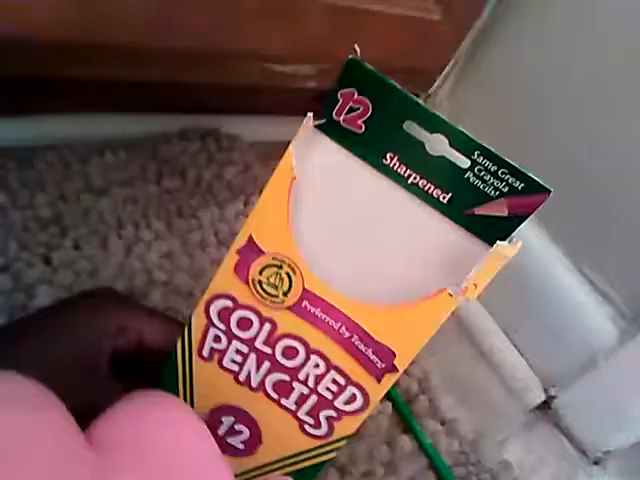 12
Sharpened
Same Great
Crayola
Pencils!
Preferred by Teachers!
COLORED
PENCILS
12